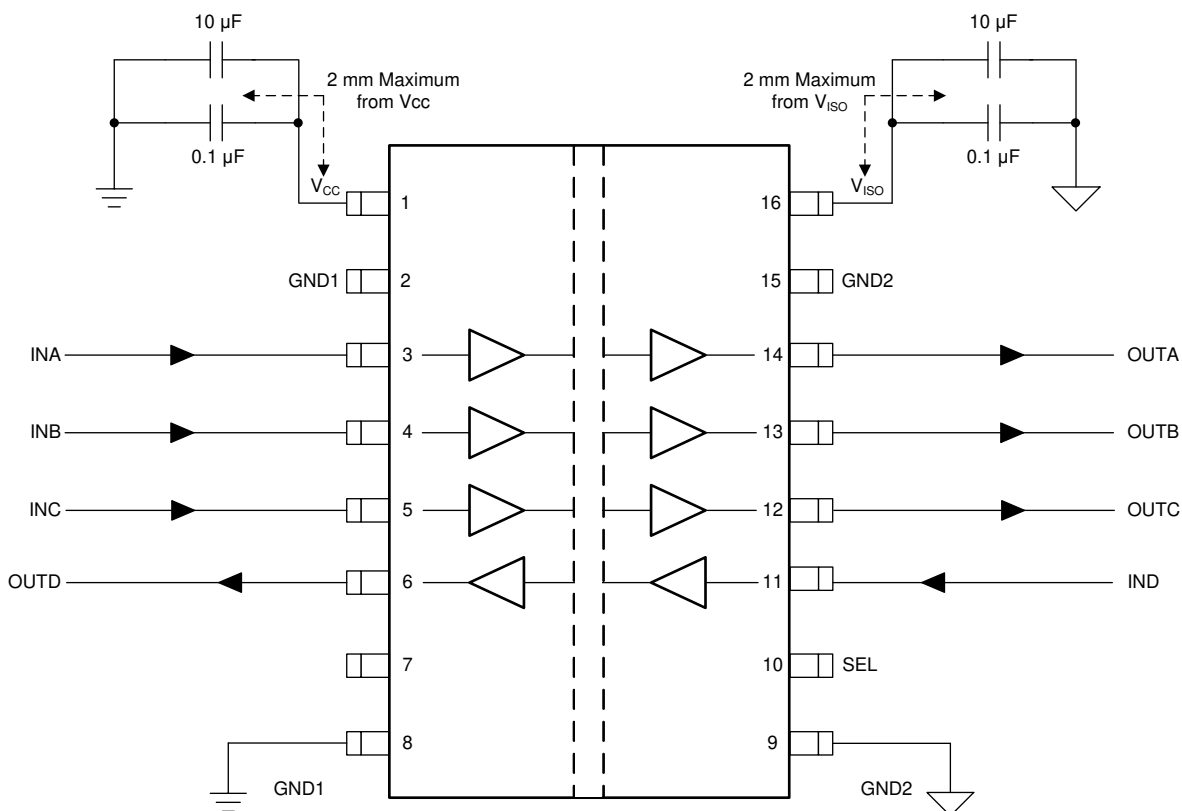 10 µF
10 µF
2 mm Maximum
from Vcc
2 mm Maximum
from VISO
0.1 µF
0.1 µF
VCC
VISO
1
16
GND1
2
15
GND2
INA
3
14
OUTA
INB
4
13
OUTB
INC
5
12
OUTC
OUTD
6
11
IND
7
10
SEL
8
9
GND1
GND2